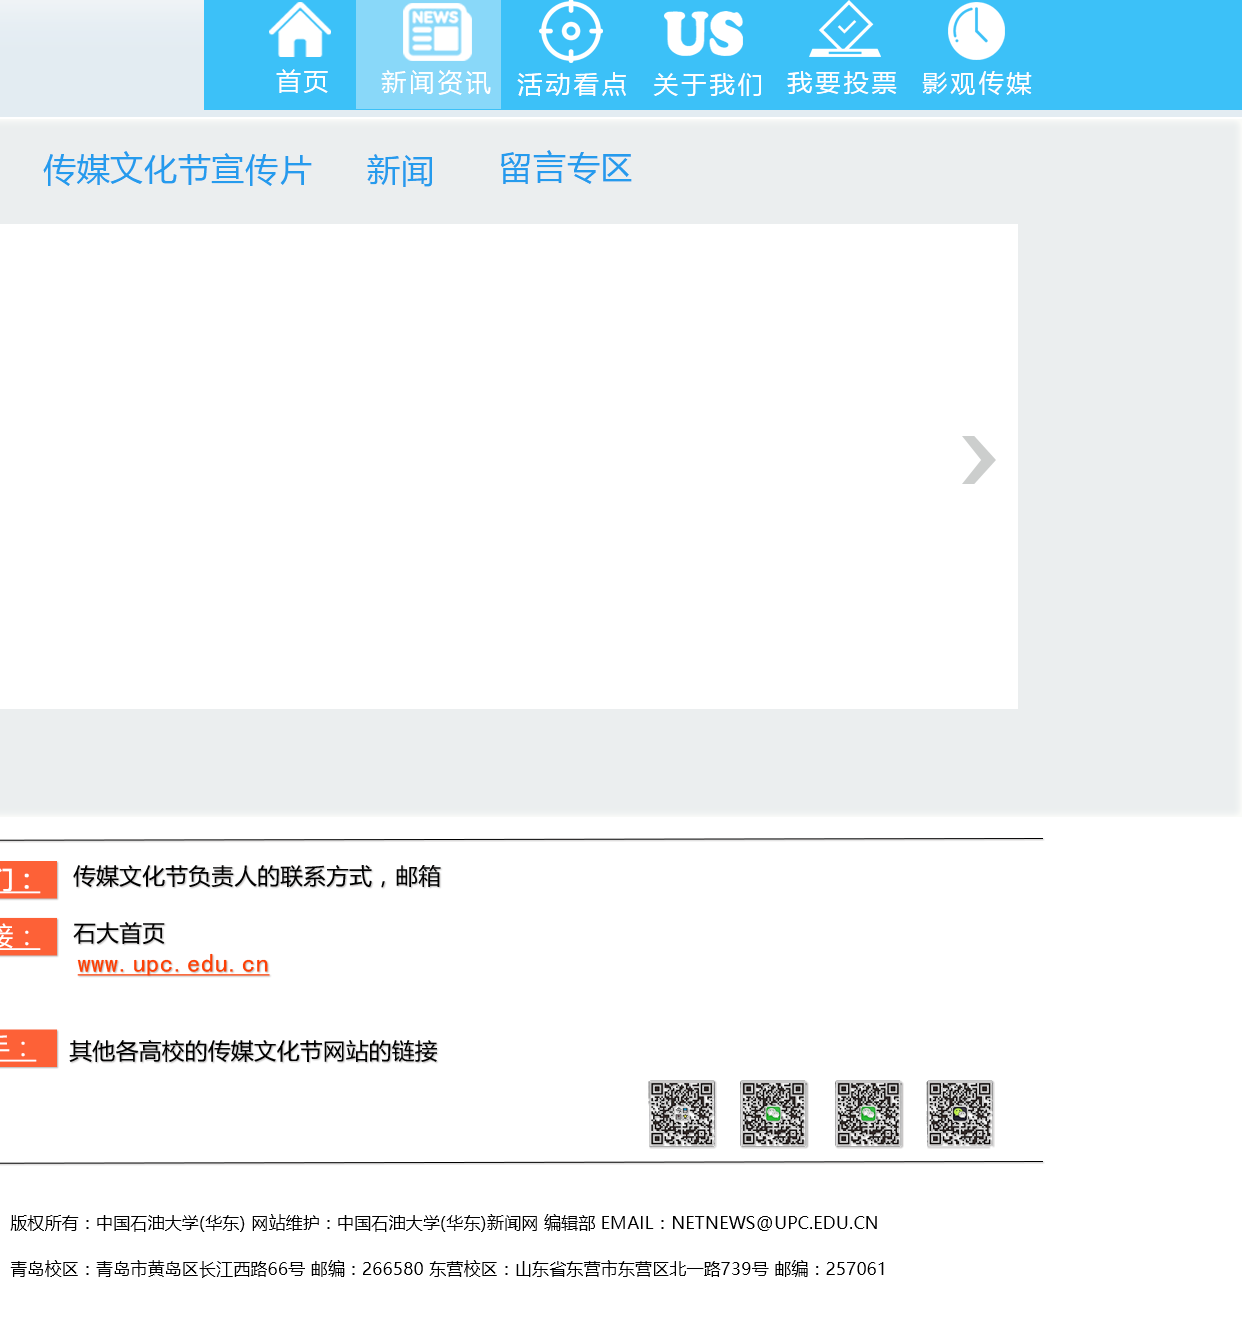 NEWS
US
首页 新闻资讯 活动看点 关于我们 我要投票 影观传媒
传媒文化节宣传片 新闻 留言专区
们： 传媒文化节负责人的联系方式，邮箱
接： 石大首页
www.upc.edu.cn
： 其他各高校的传媒文化节网站的链接
版权所有：中国石油大学(华东) 网站维护：中国石油大学(华东)新闻网 编辑部 EMAIL：NETNEWS@UPC.EDU.CN
青岛校区：青岛市黄岛区长江西路66号 邮编：266580 东营校区：山东省东营市东营区北一路739号 邮编：257061